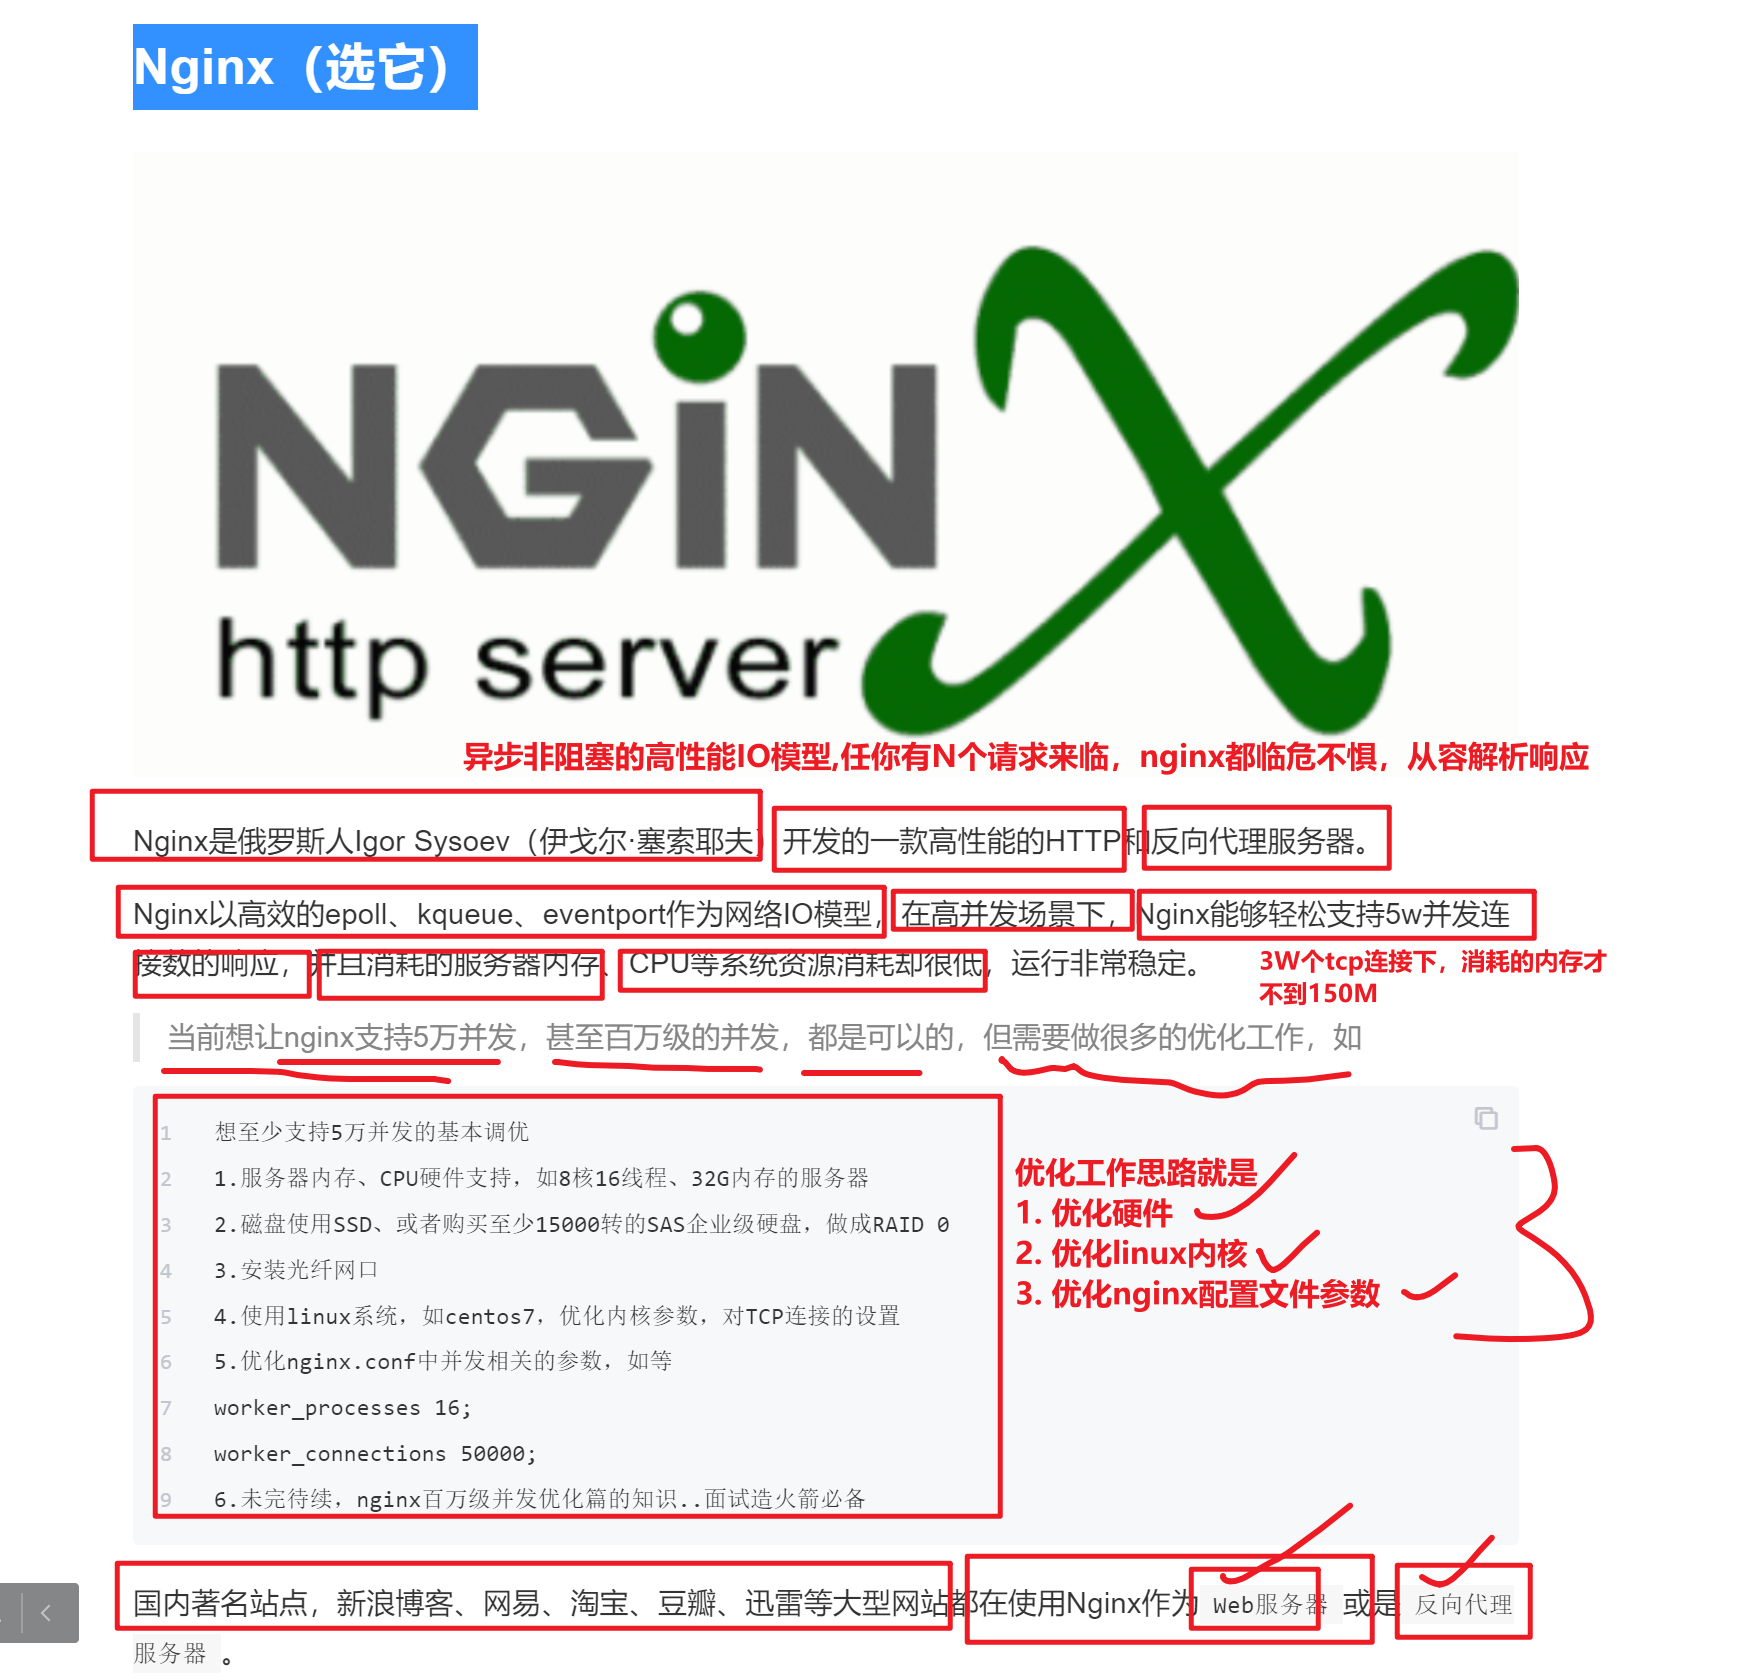 Nginx（选它）
NGiNX
http server
异步非阻塞的高性能IO模型,任你有N个请求来临，nginx都临危不惧，从容解析响应
Nginx是俄罗斯人Igor Sysoev（伊戈尔·塞索耶夫）开发的一款高性能的HTTP和反向代理服务器。
Nginx以高效的epoll、kqueue、eventport作为网络IO模型，在高并发场景下，Nginx能够轻松支持5w并发连
接数的响应，并且消耗的服务器内存、CPU等系统资源消耗却很低，运行非常稳定。
3W个tcp连接下，消耗的内存才
不到150M
当前想让nginx支持5万并发，甚至百万级的并发，都是可以的，但需要做很多的优化工作，如
1 想至少支持5万并发的基本调优
2 1.服务器内存、CPU硬件支持，如8核16线程、32G内存的服务器
3 2.磁盘使用SSD、或者购买至少15000转的SAS企业级硬盘，做成RAID 0
4 3.安装光纤网口
5 4.使用linux系统，如centos7，优化内核参数，对TCP连接的设置
6 5.优化nginx.conf中并发相关的参数，如等
7 worker_processes 16;
8 worker_connections 50000;
9 6.未完待续，nginx百万级并发优化篇的知识..面试造火箭必备
优化工作思路就是
1. 优化硬件
2. 优化linux内核
3. 优化nginx配置文件参数
国内著名站点，新浪博客、网易、淘宝、豆瓣、迅雷等大型网站都在使用Nginx作为 Web服务器 或是 反向代理
服务器 。